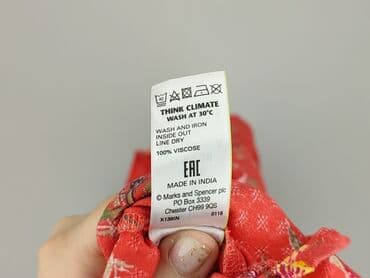 THINK CLIMATE
WASH AT 30°C
WASH AND IRON
INSIDE OUT
LINE DRY
100% VISCOSE
EAC
MADE IN INDIA
© Marks and Spencer plc
PO Box 3339
Chester CH99 9QS
0118